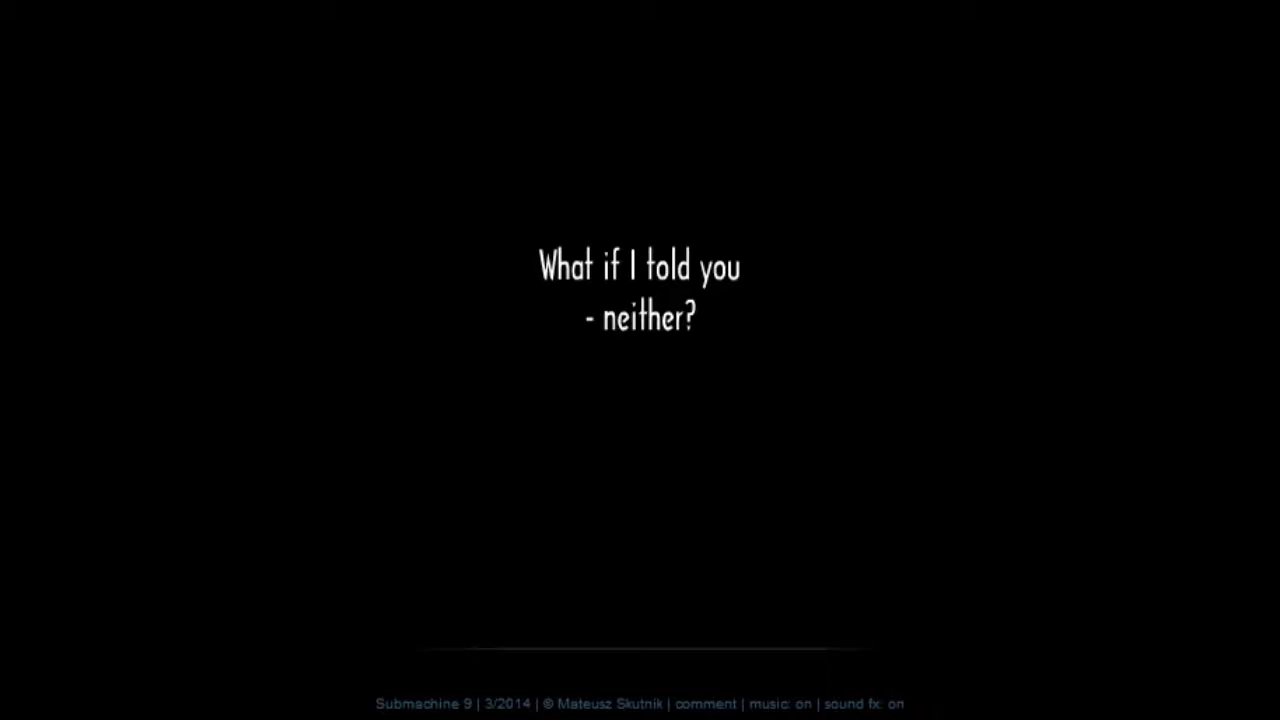 What if I told you
- neither?
Submachine 9 | 3/2014 | © Mateusz Skutnik | comment | music: on | sound fx: on